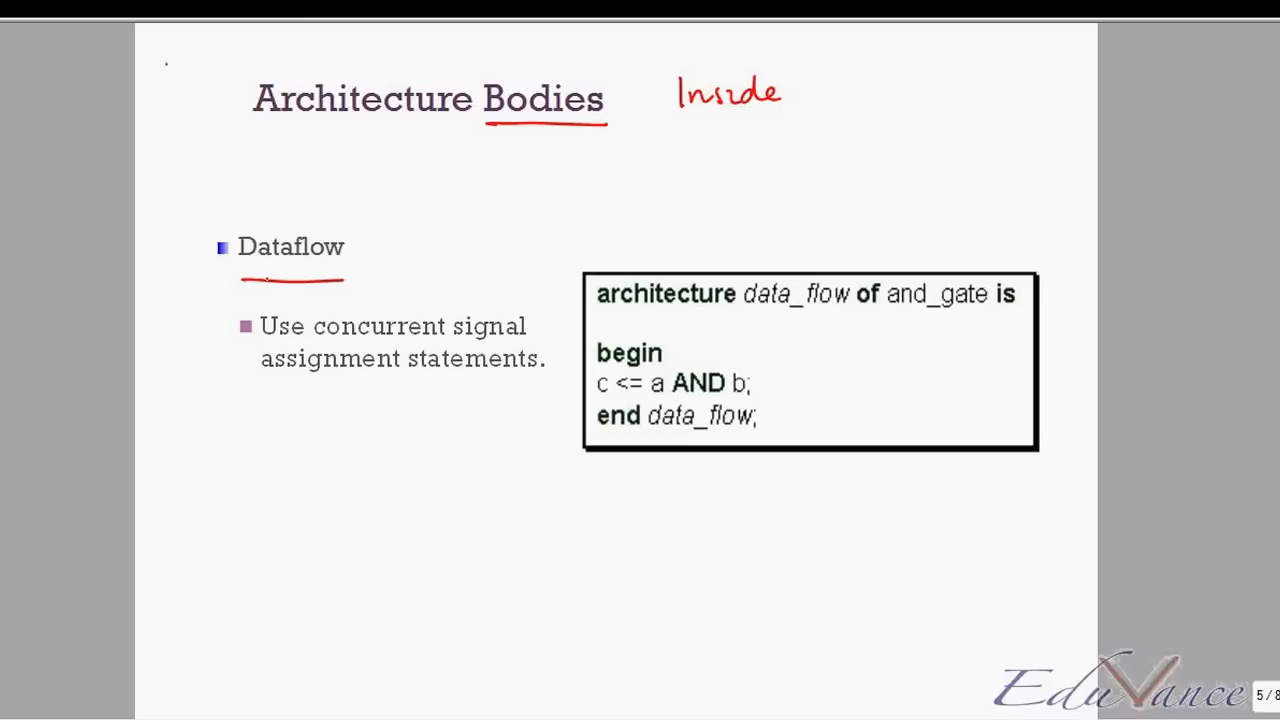 Architecture Bodies Inside
Dataflow
Use concurrent signal
assignment statements.
architecture data_flow of and_gate is
begin
c <= a AND b;
end data_flow;
EduVance
5/8